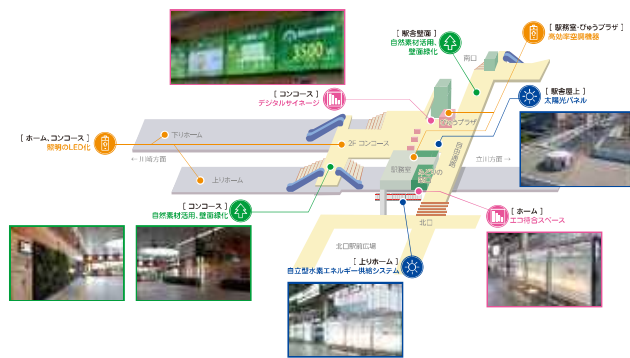 [ 駅務室・びゅうプラザ ]
高効率空調機器
[ 駅舎壁面 ]
自然素材活用、
壁面緑化
南口
3500
[ コンコース ]
デジタルサイネージ
[ 駅舎屋上 ]
太陽光パネル
[ ホーム、コンコース ]
照明のLED化
下りホーム
2F コンコース
← 川崎方面
立川方面 →
駅務室
上りホーム
[ コンコース ]
自然素材活用、壁面緑化
[ ホーム ]
エコ待合スペース
北口
北口駅前広場
[ 上りホーム ]
自立型水素エネルギー供給システム